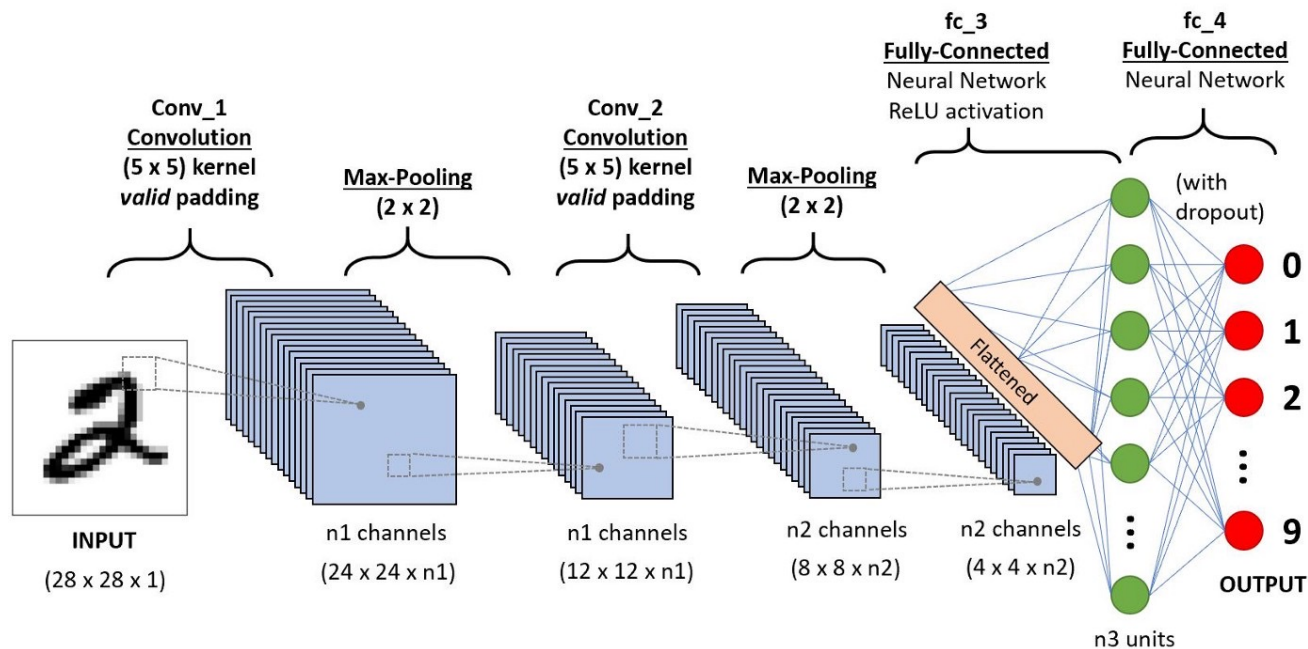 Conv_1
Convolution
(5 x 5) kernel
valid padding
Max-Pooling
(2 x 2)
Conv_2
Convolution
(5 x 5) kernel
valid padding
Max-Pooling
(2 x 2)
fc_3
Fully-Connected
Neural Network
ReLU activation
fc_4
Fully-Connected
Neural Network
(with
dropout)
Flattened
0
1
2
9
OUTPUT
INPUT
(28 x 28 x 1)
n1 channels
(24 x 24 x n1)
n1 channels
(12 x 12 x n1)
n2 channels
(8 x 8 x n2)
n2 channels
(4 x 4 x n2)
n3 units
2